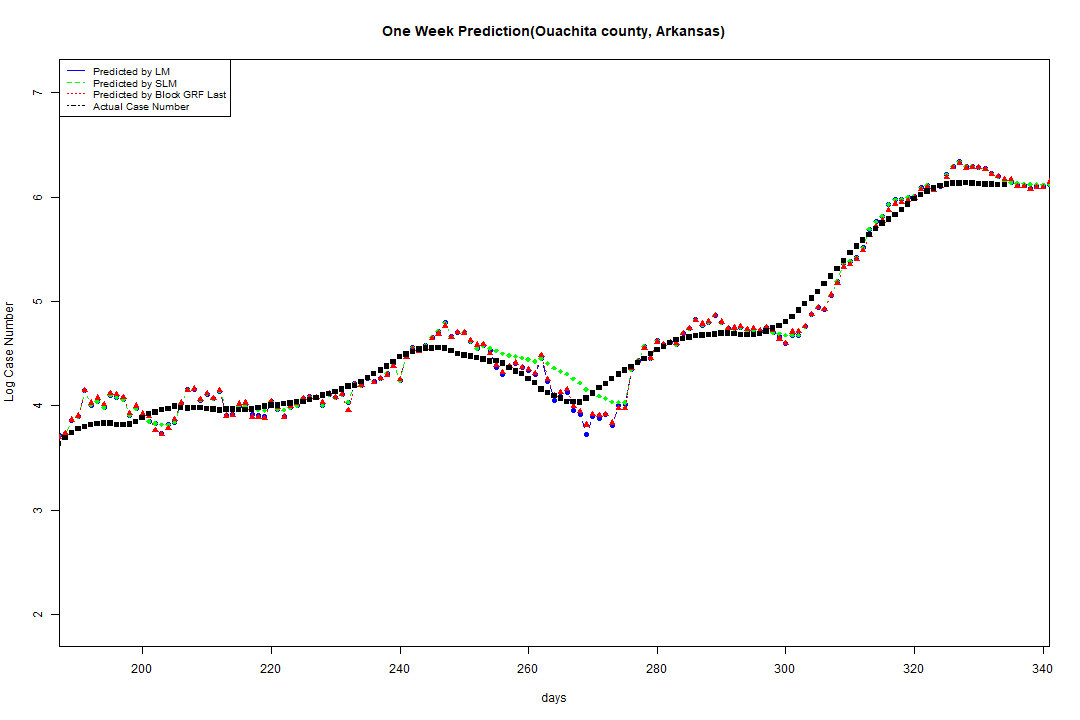 One Week Prediction(Ouachita county, Arkansas)
Predicted by LM
Predicted by SLM
Predicted by Block GRF Last
Actual Case Number
7
6
5
4
3
2
Log Case Number
200 220 240 260 280 300 320 340
days